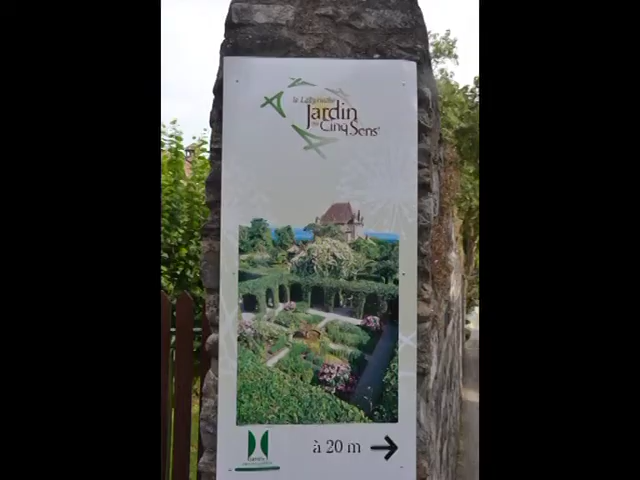 le Labyrinthe
Jardin
des
Cinq Sens
à 20 m